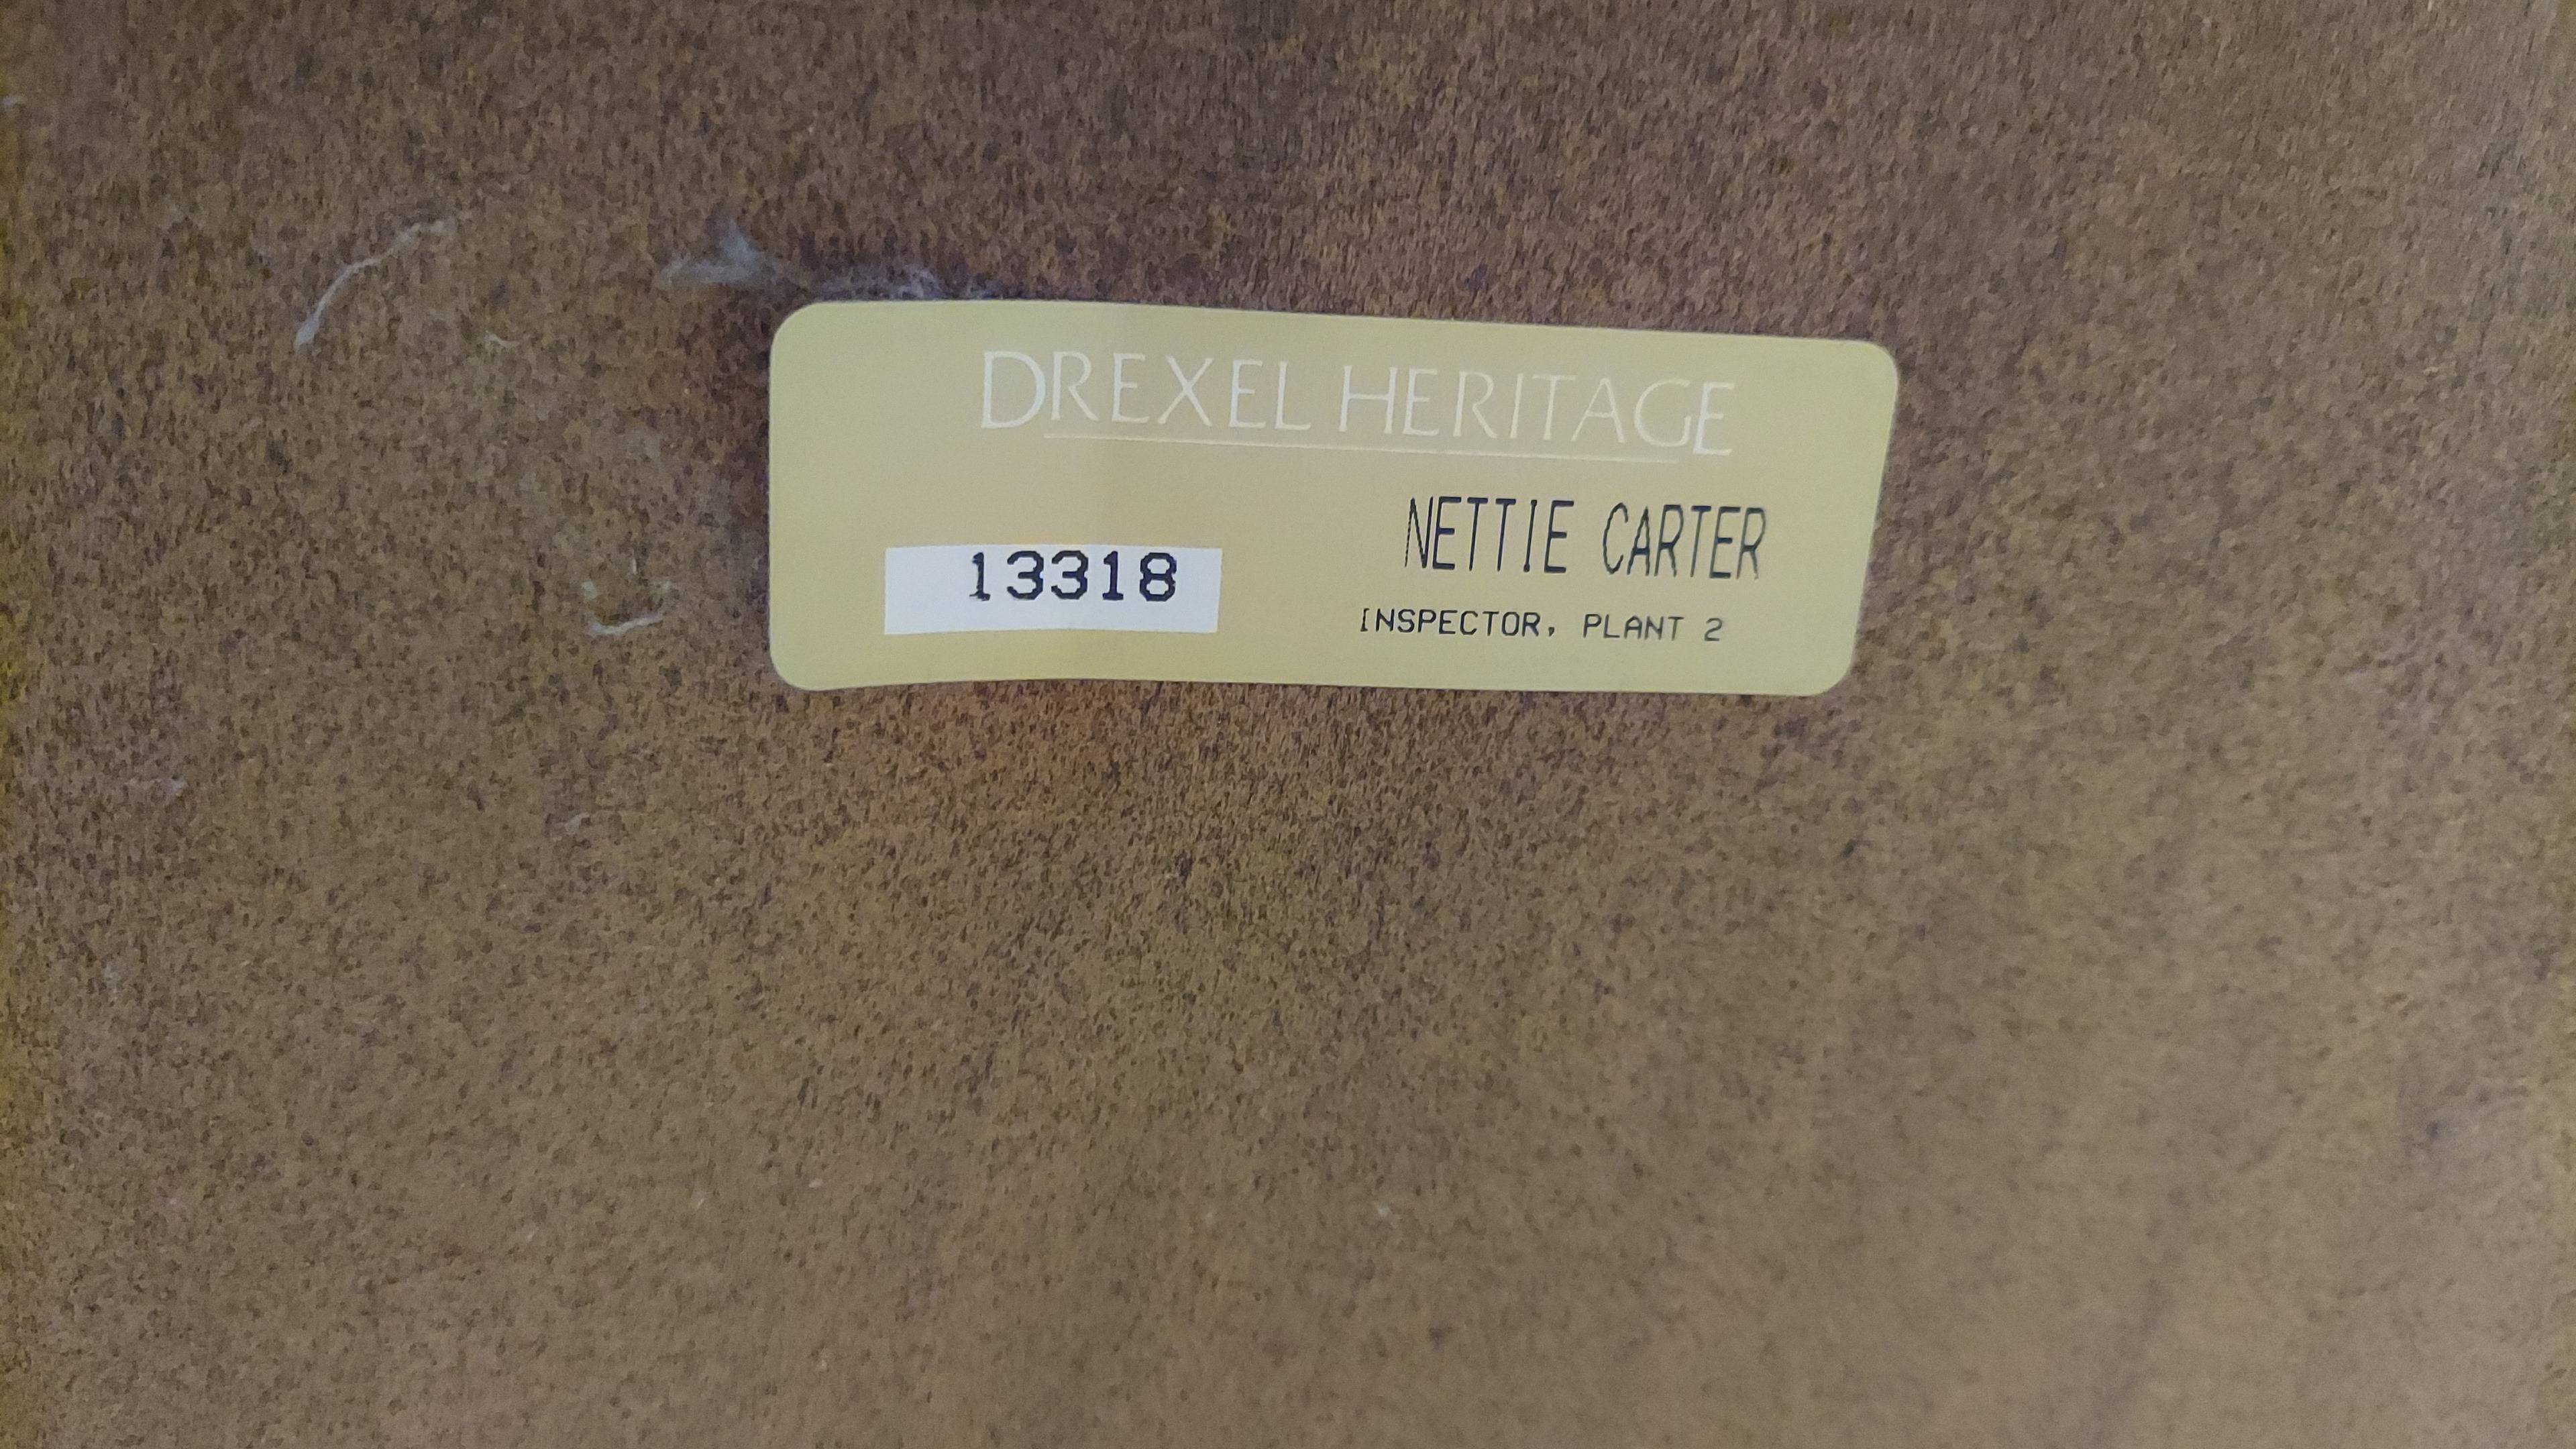 DREXEL HERITAGE
NETTIE CARTER
13318
INSPECTOR, PLANT 2